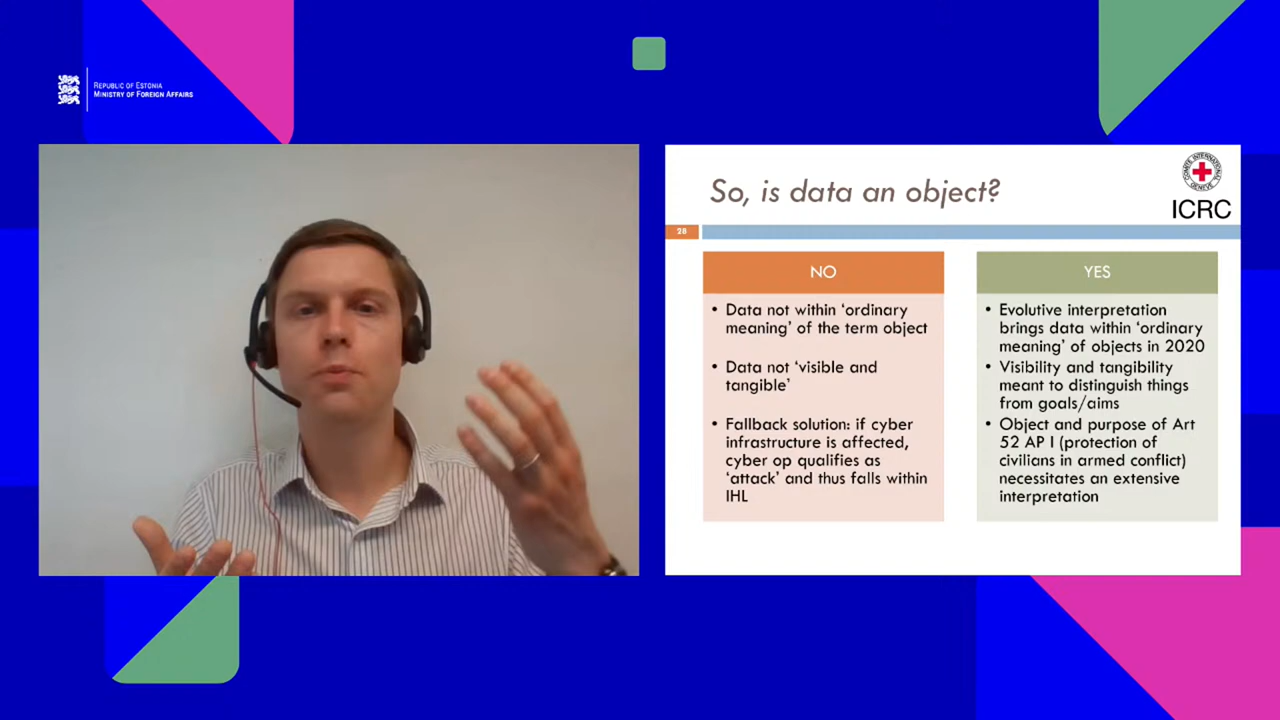 REPUBLIC OF ESTONIA
MINISTRY OF FOREIGN AFFAIRS
So, is data an object?
COMITÉ INTERNATIONAL
GENEVE
ICRC
28
NO
• Data not within ‘ordinary
meaning’ of the term object
• Data not ‘visible and
tangible’
• Fallback solution: if cyber
infrastructure is affected,
cyber op qualifies as
‘attack’ and thus falls within
IHL
YES
• Evolutive interpretation
brings data within ‘ordinary
meaning’ of objects in 2020
• Visibility and tangibility
meant to distinguish things
from goals/aims
• Object and purpose of Art
52 AP I (protection of
civilians in armed conflict)
necessitates an extensive
interpretation